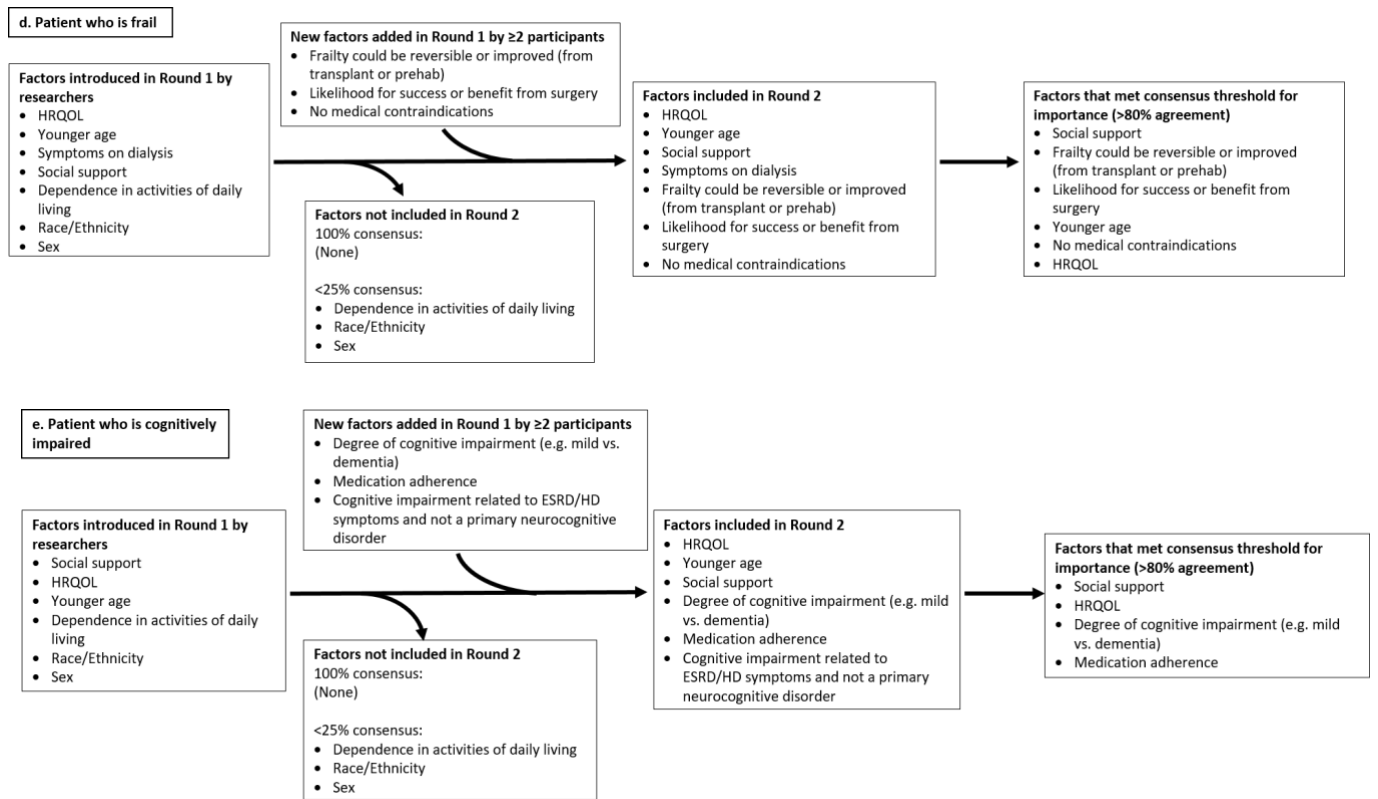 d. Patient who is frail
Factors introduced in Round 1 by
researchers
• HRQOL
• Younger age
• Symptoms on dialysis
• Social support
• Dependence in activities of daily
living
• Race/Ethnicity
• Sex
New factors added in Round 1 by ≥2 participants
• Frailty could be reversible or improved (from
transplant or prehab)
• Likelihood for success or benefit from surgery
• No medical contraindications
Factors not included in Round 2
100% consensus:
(None)
<25% consensus:
• Dependence in activities of daily living
• Race/Ethnicity
• Sex
Factors included in Round 2
• HRQOL
• Younger age
• Social support
• Symptoms on dialysis
• Frailty could be reversible or improved
(from transplant or prehab)
• Likelihood for success or benefit from
surgery
• No medical contraindications
Factors that met consensus threshold for
importance (>80% agreement)
• Social support
• Frailty could be reversible or improved
(from transplant or prehab)
• Likelihood for success or benefit from
surgery
• Younger age
• No medical contraindications
• HRQOL
e. Patient who is cognitively
impaired
Factors introduced in Round 1 by
researchers
• Social support
• HRQOL
• Younger age
• Dependence in activities of daily
living
• Race/Ethnicity
• Sex
New factors added in Round 1 by ≥2 participants
• Degree of cognitive impairment (e.g. mild vs.
dementia)
• Medication adherence
• Cognitive impairment related to ESRD/HD
symptoms and not a primary neurocognitive
disorder
Factors not included in Round 2
100% consensus:
(None)
<25% consensus:
• Dependence in activities of daily living
• Race/Ethnicity
• Sex
Factors included in Round 2
• HRQOL
• Younger age
• Social support
• Degree of cognitive impairment (e.g. mild
vs. dementia)
• Medication adherence
• Cognitive impairment related to
ESRD/HD symptoms and not a primary
neurocognitive disorder
Factors that met consensus threshold for
importance (>80% agreement)
• Social support
• HRQOL
• Degree of cognitive impairment (e.g. mild
vs. dementia)
• Medication adherence